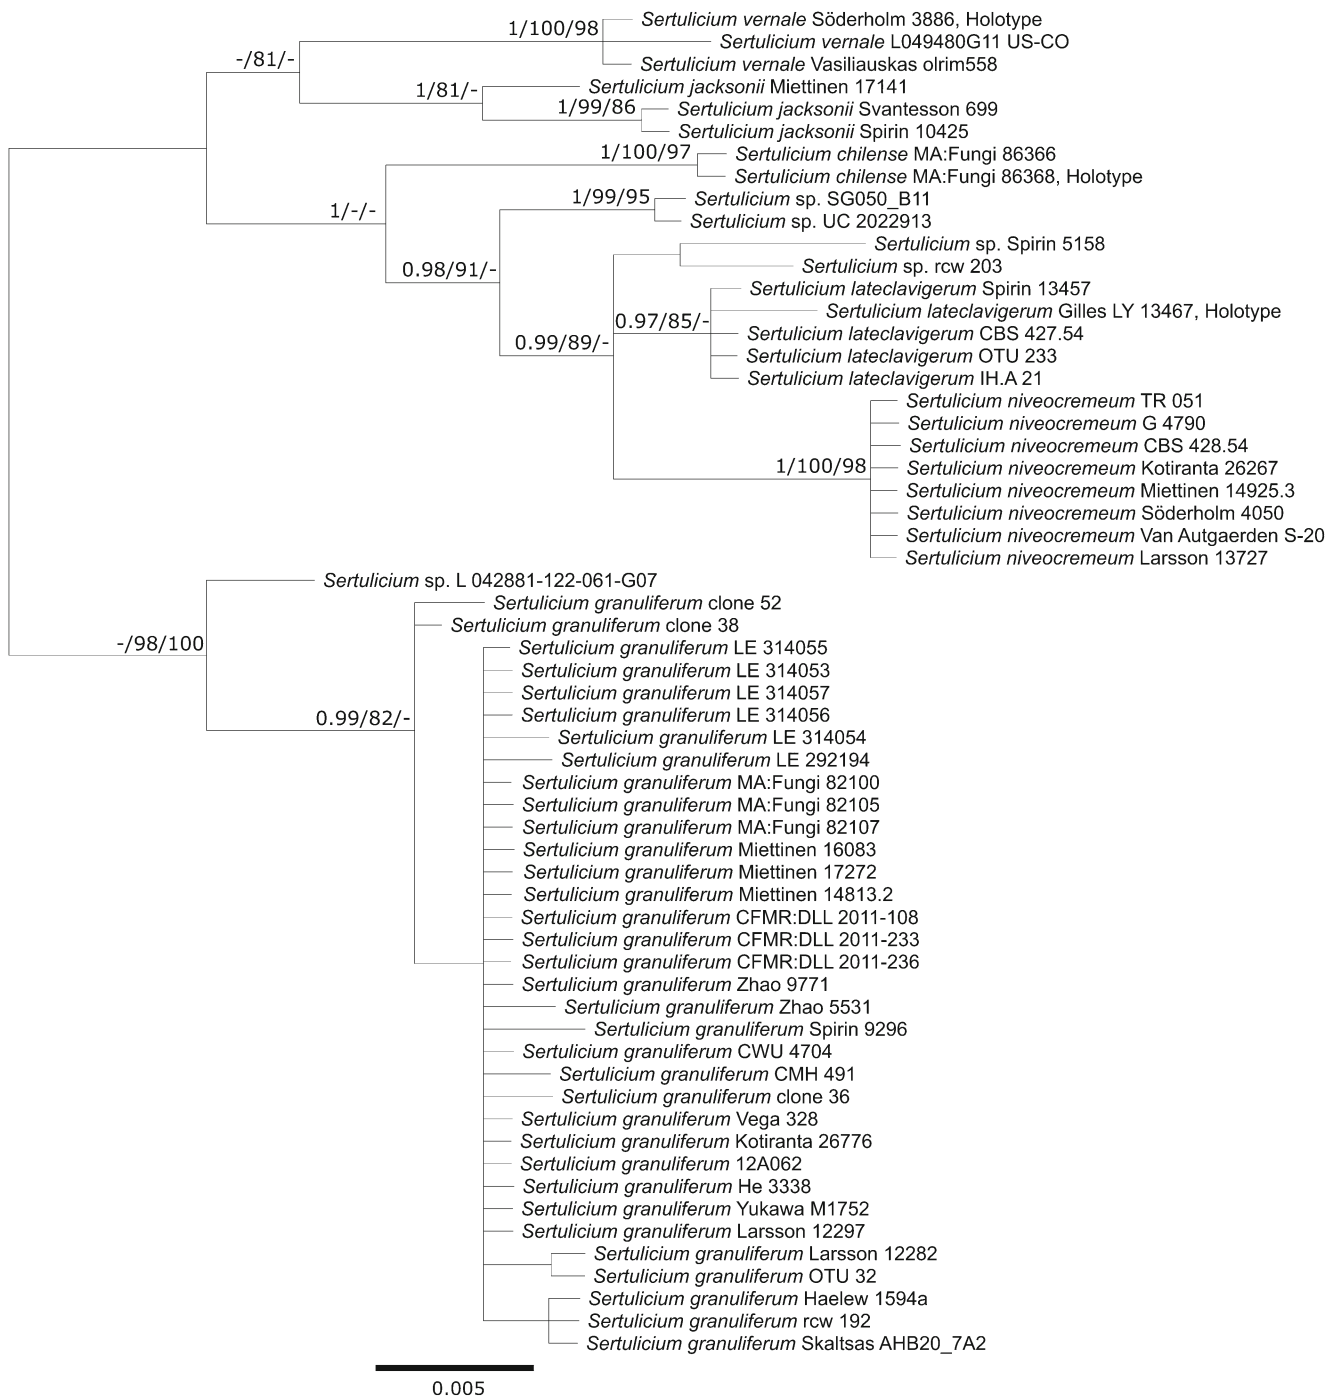 Sertulicium vernale Söderholm 3886, Holotype
1/100/98
Sertulicium vernale L049480G11 US-CO
-/81/-
Sertulicium vernale Vasiliauskas olrim558
1/81/-
Sertulicium jacksonii Miettinen 17141
1/99/86
Sertulicium jacksonii Svantesson 699
Sertulicium jacksonii Spirin 10425
1/100/97
Sertulicium chilense MA:Fungi 86366
Sertulicium chilense MA:Fungi 86368, Holotype
1/99/95
Sertulicium sp. SG050_B11
1/-/-
Sertulicium sp. UC 2022913
Sertulicium sp. Spirin 5158
0.98/91/-
Sertulicium sp. rcw 203
Sertulicium lateclavigerum Spirin 13457
Sertulicium lateclavigerum Gilles LY 13467, Holotype
0.97/85/-
Sertulicium lateclavigerum CBS 427.54
0.99/89/-
Sertulicium lateclavigerum OTU 233
Sertulicium lateclavigerum IH.A 21
Sertulicium niveocremeum TR 051
Sertulicium niveocremeum G 4790
Sertulicium niveocremeum CBS 428.54
1/100/98
Sertulicium niveocremeum Kotiranta 26267
Sertulicium niveocremeum Miettinen 14925.3
Sertulicium niveocremeum Söderholm 4050
Sertulicium niveocremeum Van Autgaerden S-20
Sertulicium niveocremeum Larsson 13727
Sertulicium sp. L 042881-122-061-G07
Sertulicium granuliferum clone 52
Sertulicium granuliferum clone 38
-/98/100
Sertulicium granuliferum LE 314055
Sertulicium granuliferum LE 314053
Sertulicium granuliferum LE 314057
0.99/82/-
Sertulicium granuliferum LE 314056
Sertulicium granuliferum LE 314054
Sertulicium granuliferum LE 292194
Sertulicium granuliferum MA:Fungi 82100
Sertulicium granuliferum MA:Fungi 82105
Sertulicium granuliferum MA:Fungi 82107
Sertulicium granuliferum Miettinen 16083
Sertulicium granuliferum Miettinen 17272
Sertulicium granuliferum Miettinen 14813.2
Sertulicium granuliferum CFMR:DLL 2011-108
Sertulicium granuliferum CFMR:DLL 2011-233
Sertulicium granuliferum CFMR:DLL 2011-236
Sertulicium granuliferum Zhao 9771
Sertulicium granuliferum Zhao 5531
Sertulicium granuliferum Spirin 9296
Sertulicium granuliferum CWU 4704
Sertulicium granuliferum CMH 491
Sertulicium granuliferum clone 36
Sertulicium granuliferum Vega 328
Sertulicium granuliferum Kotiranta 26776
Sertulicium granuliferum 12A062
Sertulicium granuliferum He 3338
Sertulicium granuliferum Yukawa M1752
Sertulicium granuliferum Larsson 12297
Sertulicium granuliferum Larsson 12282
Sertulicium granuliferum OTU 32
Sertulicium granuliferum Haelew 1594a
Sertulicium granuliferum rcw 192
Sertulicium granuliferum Skaltsas AHB20_7A2
0.005